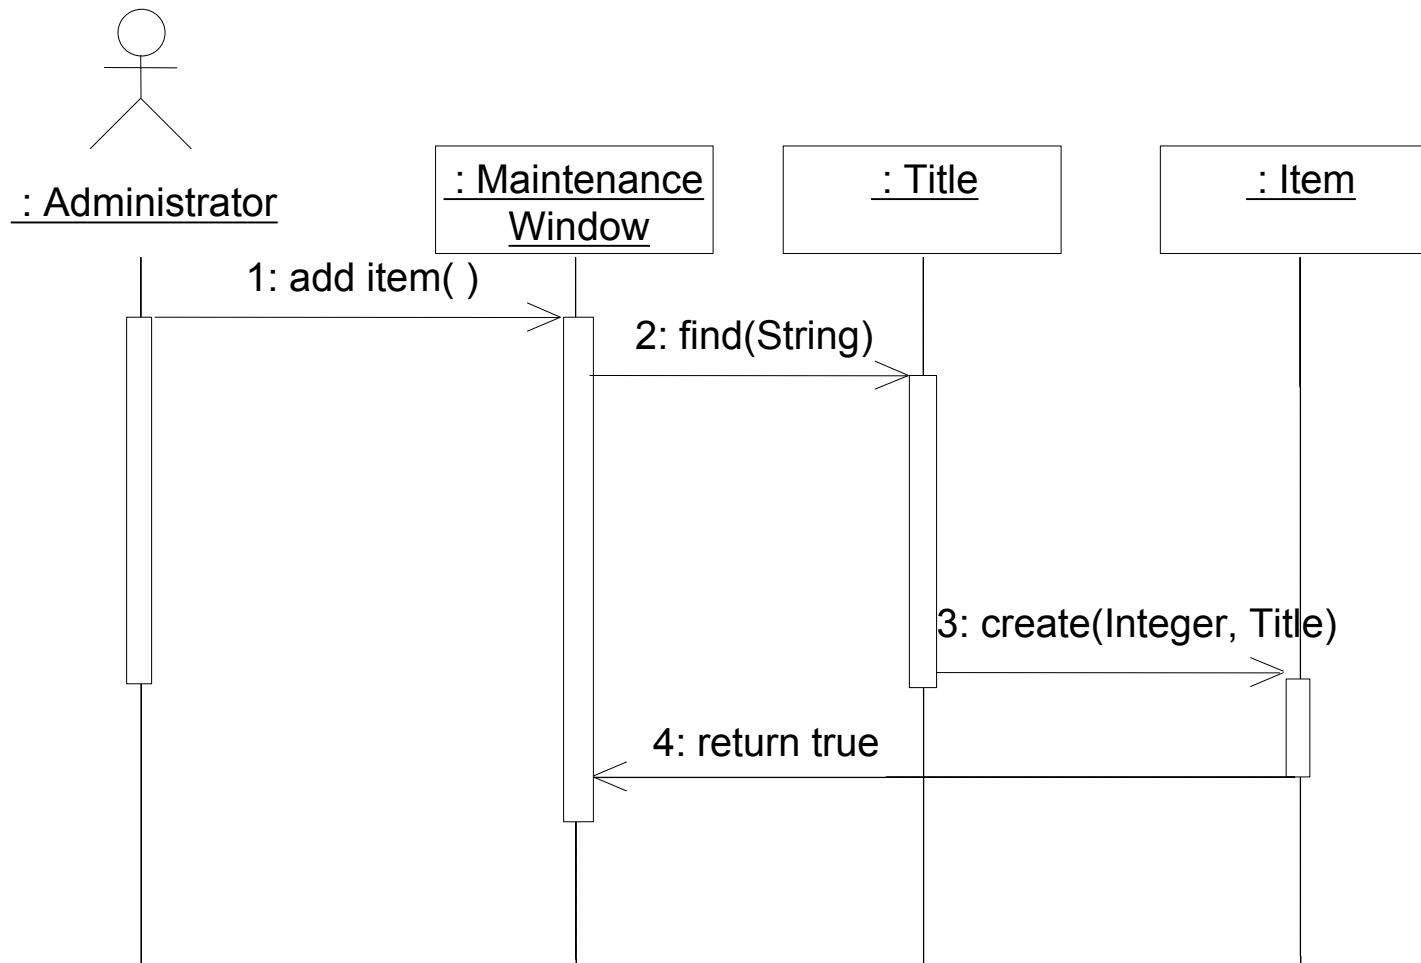 : Administrator
: Maintenance
Window
: Title
: Item
1: add item( )
2: find(String)
3: create(Integer, Title)
4: return true